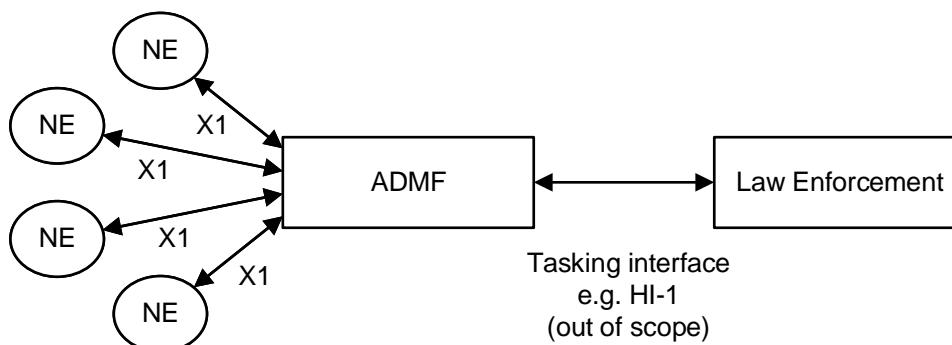 NE
X1
NE
X1
NE
X1
NE
X1
ADMF
Law Enforcement
Tasking interface
e.g. HI-1
(out of scope)